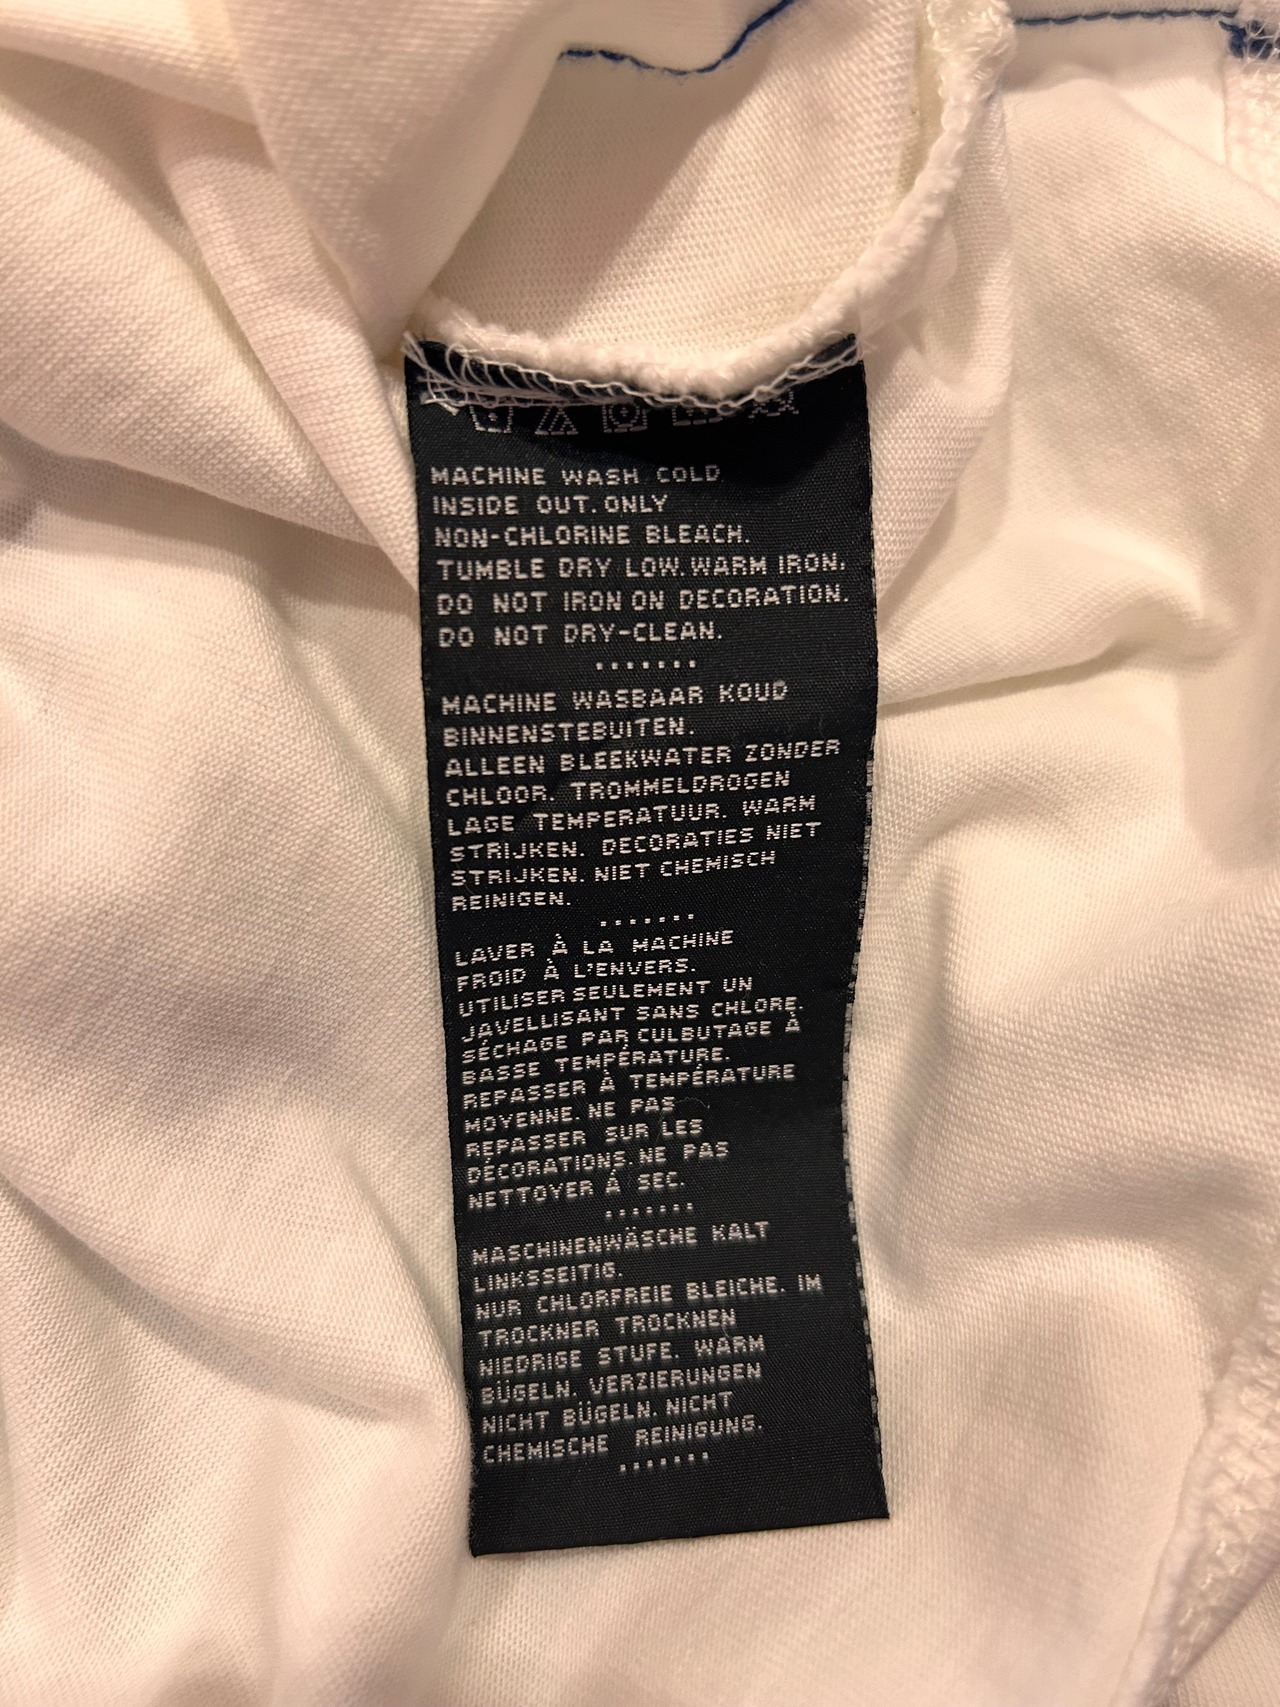 MACHINE WASH COLD
INSIDE OUT. ONLY
NON-CHLORINE BLEACH.
TUMBLE DRY LOW. WARM IRON.
DO NOT IRON ON DECORATION.
DO NOT DRY-CLEAN.
.......
MACHINE WASBAAR KOUD
BINNENSTEBUITEN.
ALLEEN BLEEKWATER ZONDER
CHLOOR. TROMMELDROGEN
LAGE TEMPERATUUR. WARM
STRIJKEN. DECORATIES NIET
STRIJKEN. NIET CHEMISCH
REINIGEN.
.......
LAVER À LA MACHINE
FROID À L'ENVERS.
UTILISER SEULEMENT UN
JAVELLISANT SANS CHLORE.
SÉCHAGE PAR CULBUTAGE À
BASSE TEMPÉRATURE.
REPASSER À TEMPÉRATURE
MOYENNE. NE PAS
REPASSER SUR LES
DÉCORATIONS. NE PAS
NETTOYER À SEC.
.......
MASCHINENWÄSCHE KALT
LINKSSEITIG.
NUR CHLORFREIE BLEICHE. IM
TROCKNER TROCKNEN
NIEDRIGE STUFE. WARM
BÜGELN. VERZIERUNGEN
NICHT BÜGELN. NICHT
CHEMISCHE REINIGUNG.
.......